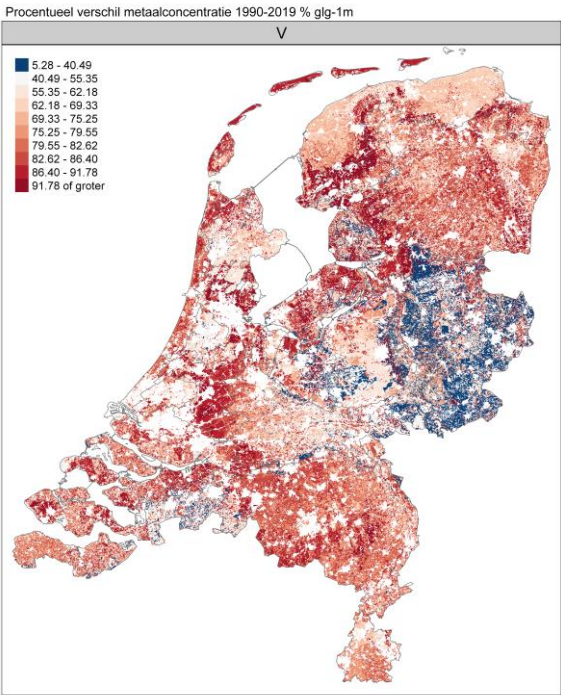 Procentueel verschil metaalconcentratie 1990-2019 % glg-1m
V
5.28 - 40.49
40.49 - 55.35
55.35 - 62.18
62.18 - 69.33
69.33 - 75.25
75.25 - 79.55
79.55 - 82.62
82.62 - 86.40
86.40 - 91.78
91.78 of groter